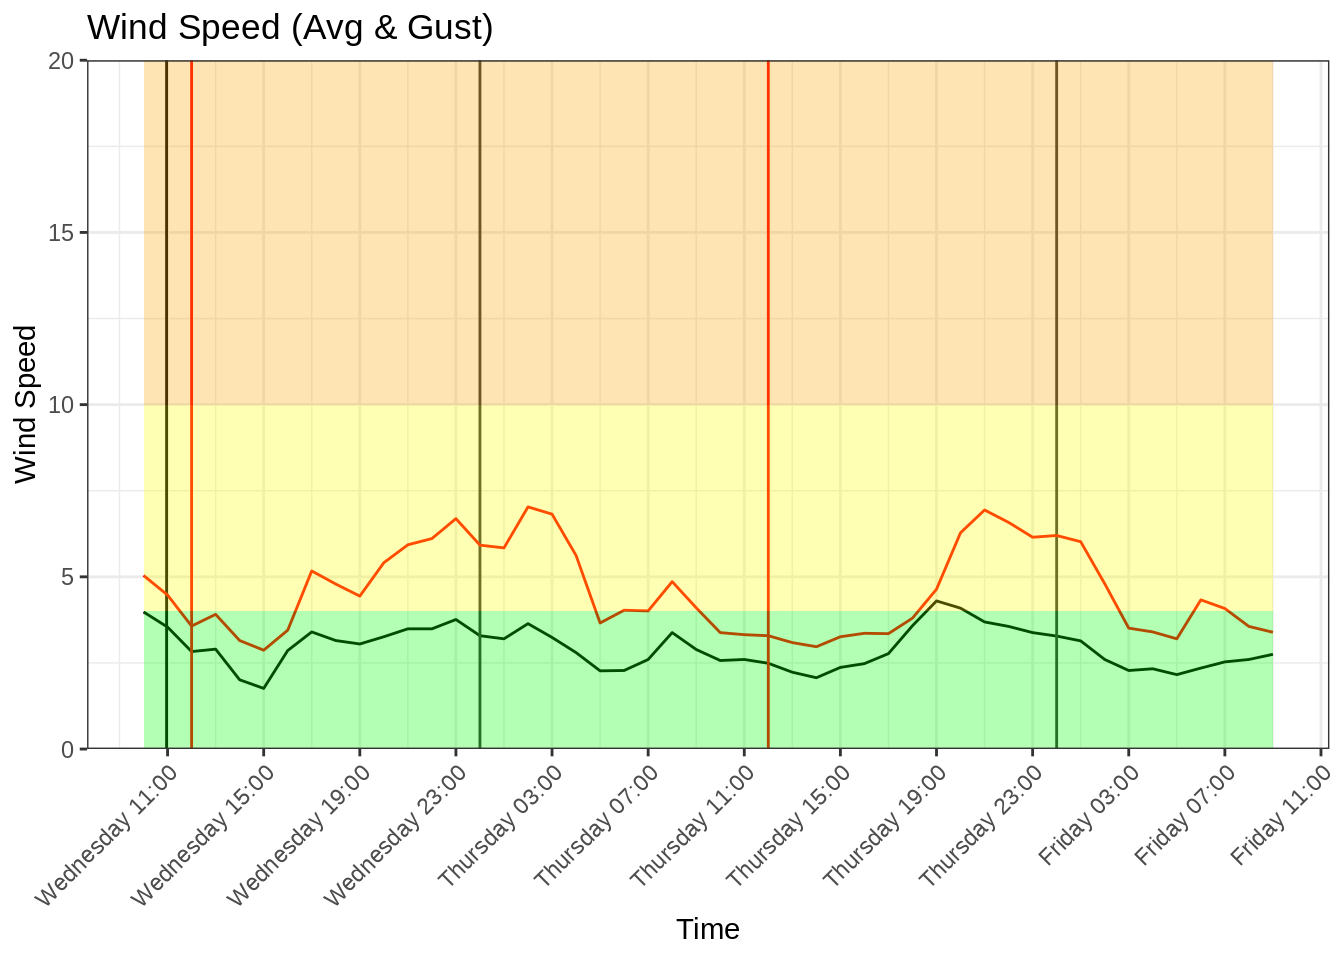 Wind Speed (Avg & Gust)
20
15
10
5
0
Wind Speed
Wednesday 11:00
Wednesday 15:00
Wednesday 19:00
Wednesday 23:00
Thursday 03:00
Thursday 07:00
Thursday 11:00
Thursday 15:00
Thursday 19:00
Thursday 23:00
Friday 03:00
Friday 07:00
Friday 11:00
Time